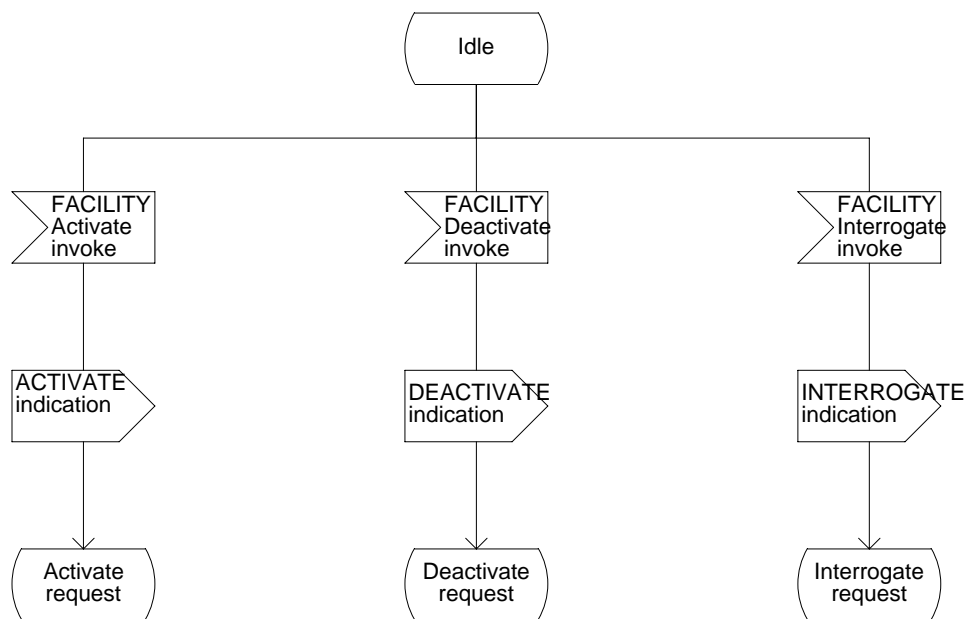 Idle
FACILITY
Activate
invoke
FACILITY
Deactivate
invoke
FACILITY
Interrogate
invoke
ACTIVATE
indication
DEACTIVATE
indication
INTERROGATE
indication
Activate
request
Deactivate
request
Interrogate
request